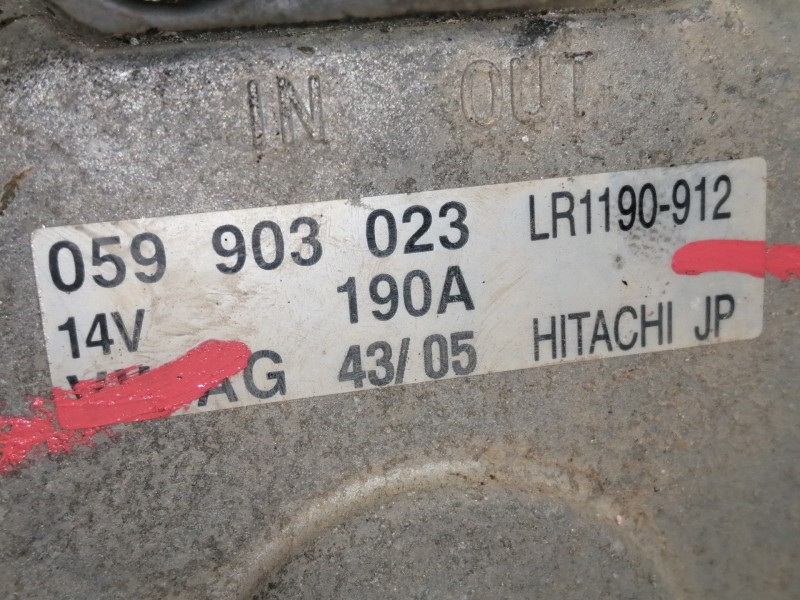 IN OUT
059 903 023 LR1190-912
14V 190A
AG 43/05 HITACHI JP